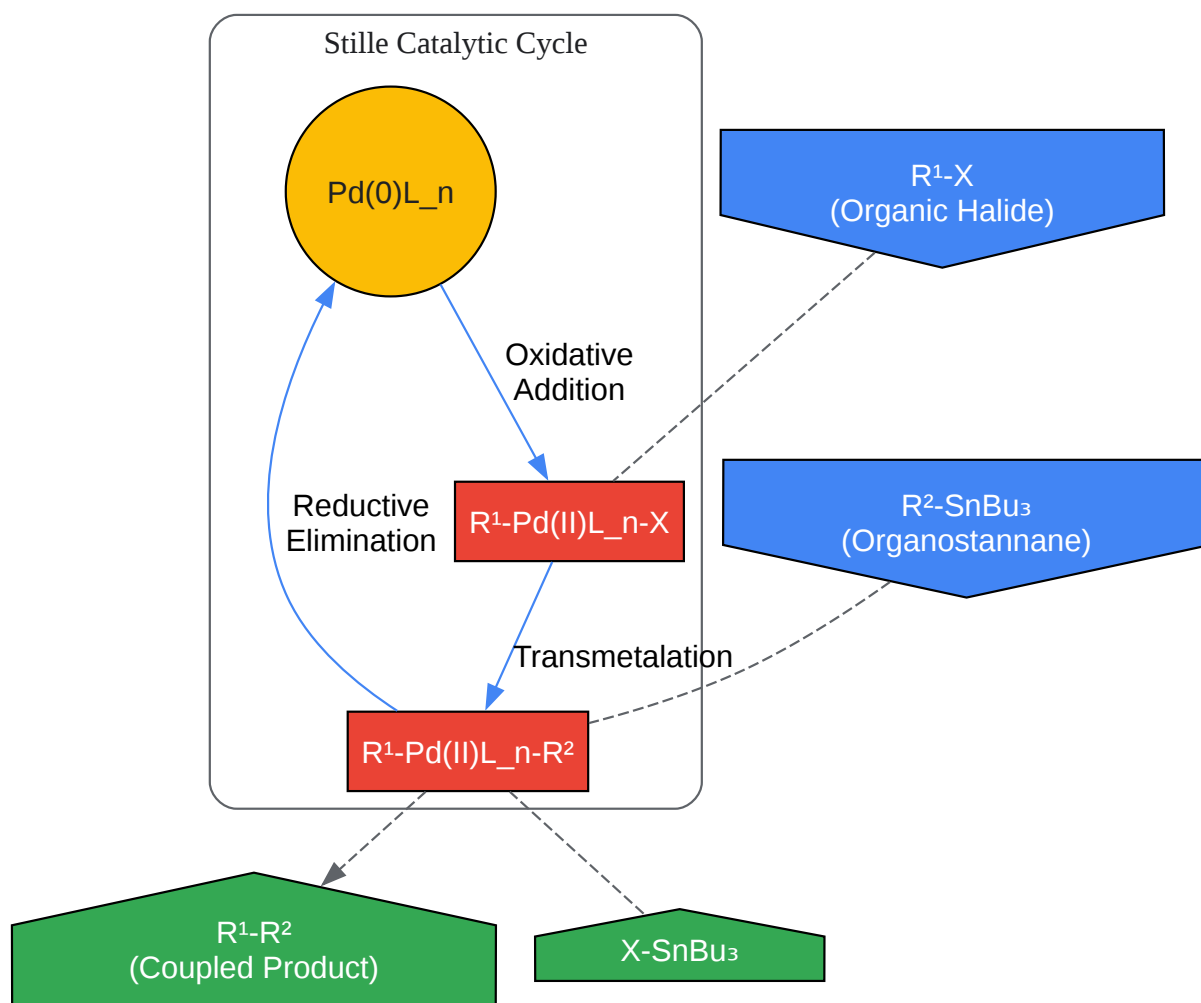 Stille Catalytic Cycle
Pd(0)L_n
R¹-X
(Organic Halide)
Oxidative
Addition
Reductive
Elimination
R¹-Pd(II)L_n-X
R²-SnBu₃
(Organostannane)
Transmetalation
R¹-Pd(II)L_n-R²
R¹-R²
(Coupled Product)
X-SnBu₃